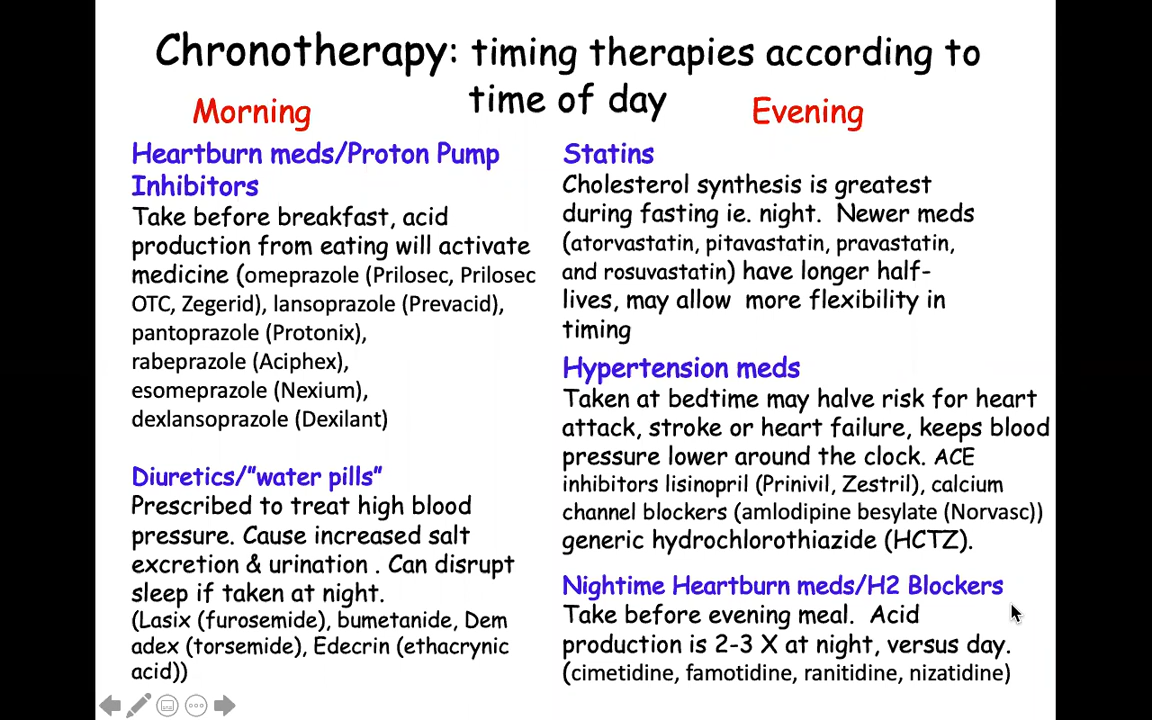 Chronotherapy: timing therapies according to
time of day
Morning
Heartburn meds/Proton Pump
Inhibitors
Take before breakfast, acid
production from eating will activate
medicine (omeprazole (Prilosec, Prilosec
OTC, Zegerid), lansoprazole (Prevacid),
pantoprazole (Protonix),
rabeprazole (Aciphex),
esomeprazole (Nexium),
dexlansoprazole (Dexilant)
Diuretics/"water pills"
Prescribed to treat high blood
pressure. Cause increased salt
excretion & urination . Can disrupt
sleep if taken at night.
(Lasix (furosemide), bumetanide, Dem
adex (torsemide), Edecrin (ethacrynic
acid))
Evening
Statins
Cholesterol synthesis is greatest
during fasting ie. night. Newer meds
(atorvastatin, pitavastatin, pravastatin,
and rosuvastatin) have longer half-
lives, may allow more flexibility in
timing
Hypertension meds
Taken at bedtime may halve risk for heart
attack, stroke or heart failure, keeps blood
pressure lower around the clock. ACE
inhibitors lisinopril (Prinivil, Zestril), calcium
channel blockers (amlodipine besylate (Norvasc))
generic hydrochlorothiazide (HCTZ).
Nightime Heartburn meds/H2 Blockers
Take before evening meal. Acid
production is 2-3 X at night, versus day.
(cimetidine, famotidine, ranitidine, nizatidine)